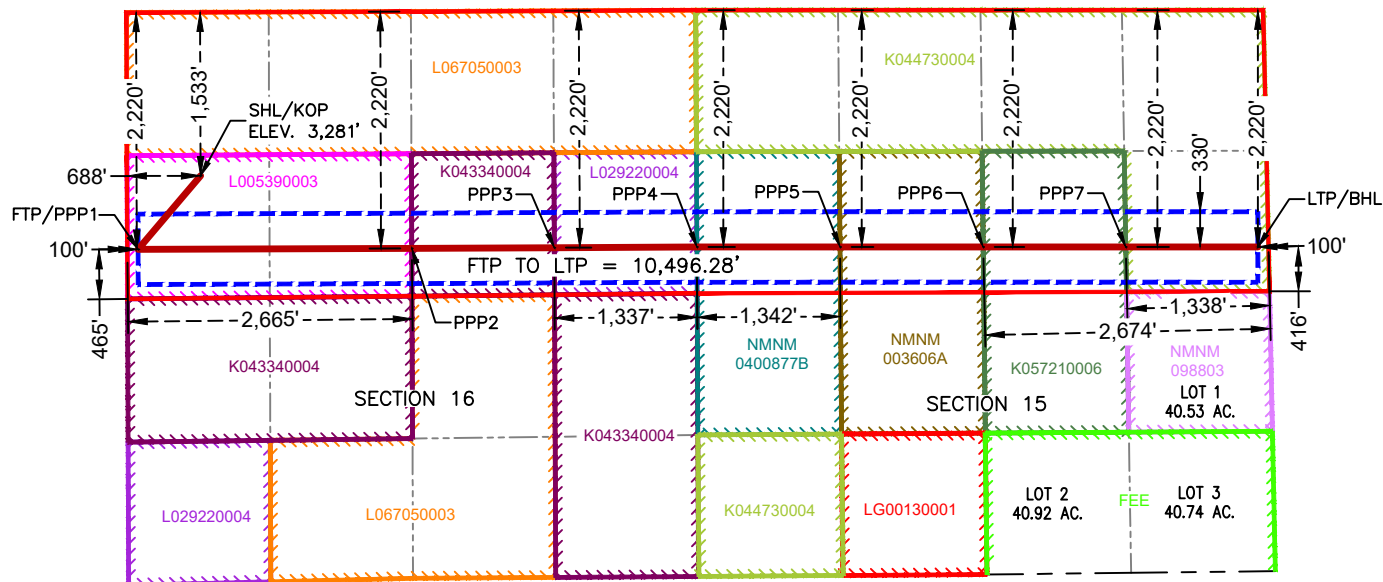 L067050003
K044730004
2,220'
1,533'
2,220'
2,220'
2,220'
2,220'
2,220'
2,220'
2,220'
SHL/KOP
ELEV. 3,281'
330'
688'
L005390003
K043340004
L029220004
PPP3
PPP4
PPP5
PPP6
PPP7
LTP/BHL
FTP/PPP1
100'
100'
FTP TO LTP = 10,496.28'
465'
2,665'
PPP2
1,337'
1,342'
1,338'
2,674'
416'
K043340004
NMNM
0400877B
NMNM
003606A
K057210006
NMNM
098803
LOT 1
40.53 AC.
SECTION 16
SECTION 15
K043340004
L029220004
L067050003
K044730004
LG00130001
LOT 2
40.92 AC.
FEE
LOT 3
40.74 AC.